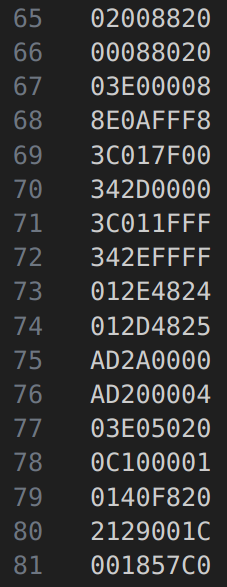 65 02008820
66 00088020
67 03E00008
68 8E0AFFF8
69 3C017F00
70 342D0000
71 3C011FFF
72 342EFFFF
73 012E4824
74 012D4825
75 AD2A0000
76 AD200004
77 03E05020
78 0C100001
79 0140F820
80 2129001C
81 001857C0